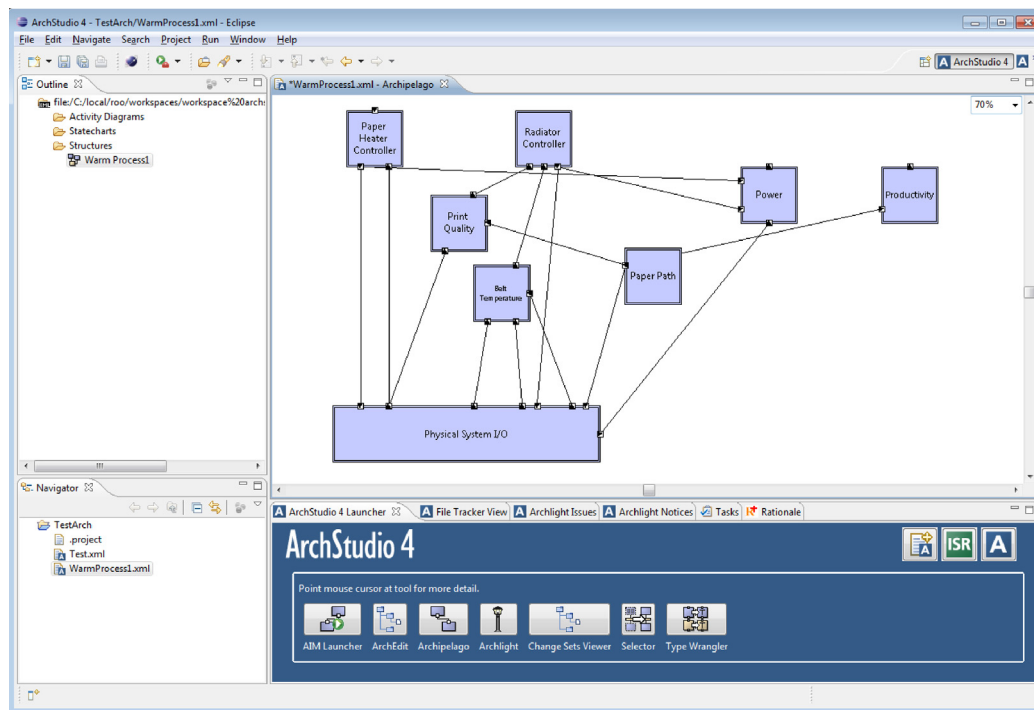 ArchStudio 4 - TestArch/WarmProcess1.xml - Eclipse
File Edit Navigate Search Project Run Window Help
ArchStudio 4
Outline
file:/C:/local/roo/workspaces/workspace%20arch
Activity Diagrams
Statecharts
Structures
Warm Process1
*WarmProcess1.xml - Archipelago
70%
Paper
Heater
Controller
Radiator
Controller
Power
Productivity
Print
Quality
Paper Path
Belt
Temperature
Physical System I/O
Navigator
TestArch
.project
Test.xml
WarmProcess1.xml
ArchStudio 4 Launcher File Tracker View Archlight Issues Archlight Notices Tasks Rationale
ArchStudio 4
ISR
Point mouse cursor at tool for more detail.
AIM Launcher ArchEdit Archipelago Archlight Change Sets Viewer Selector Type Wrangler